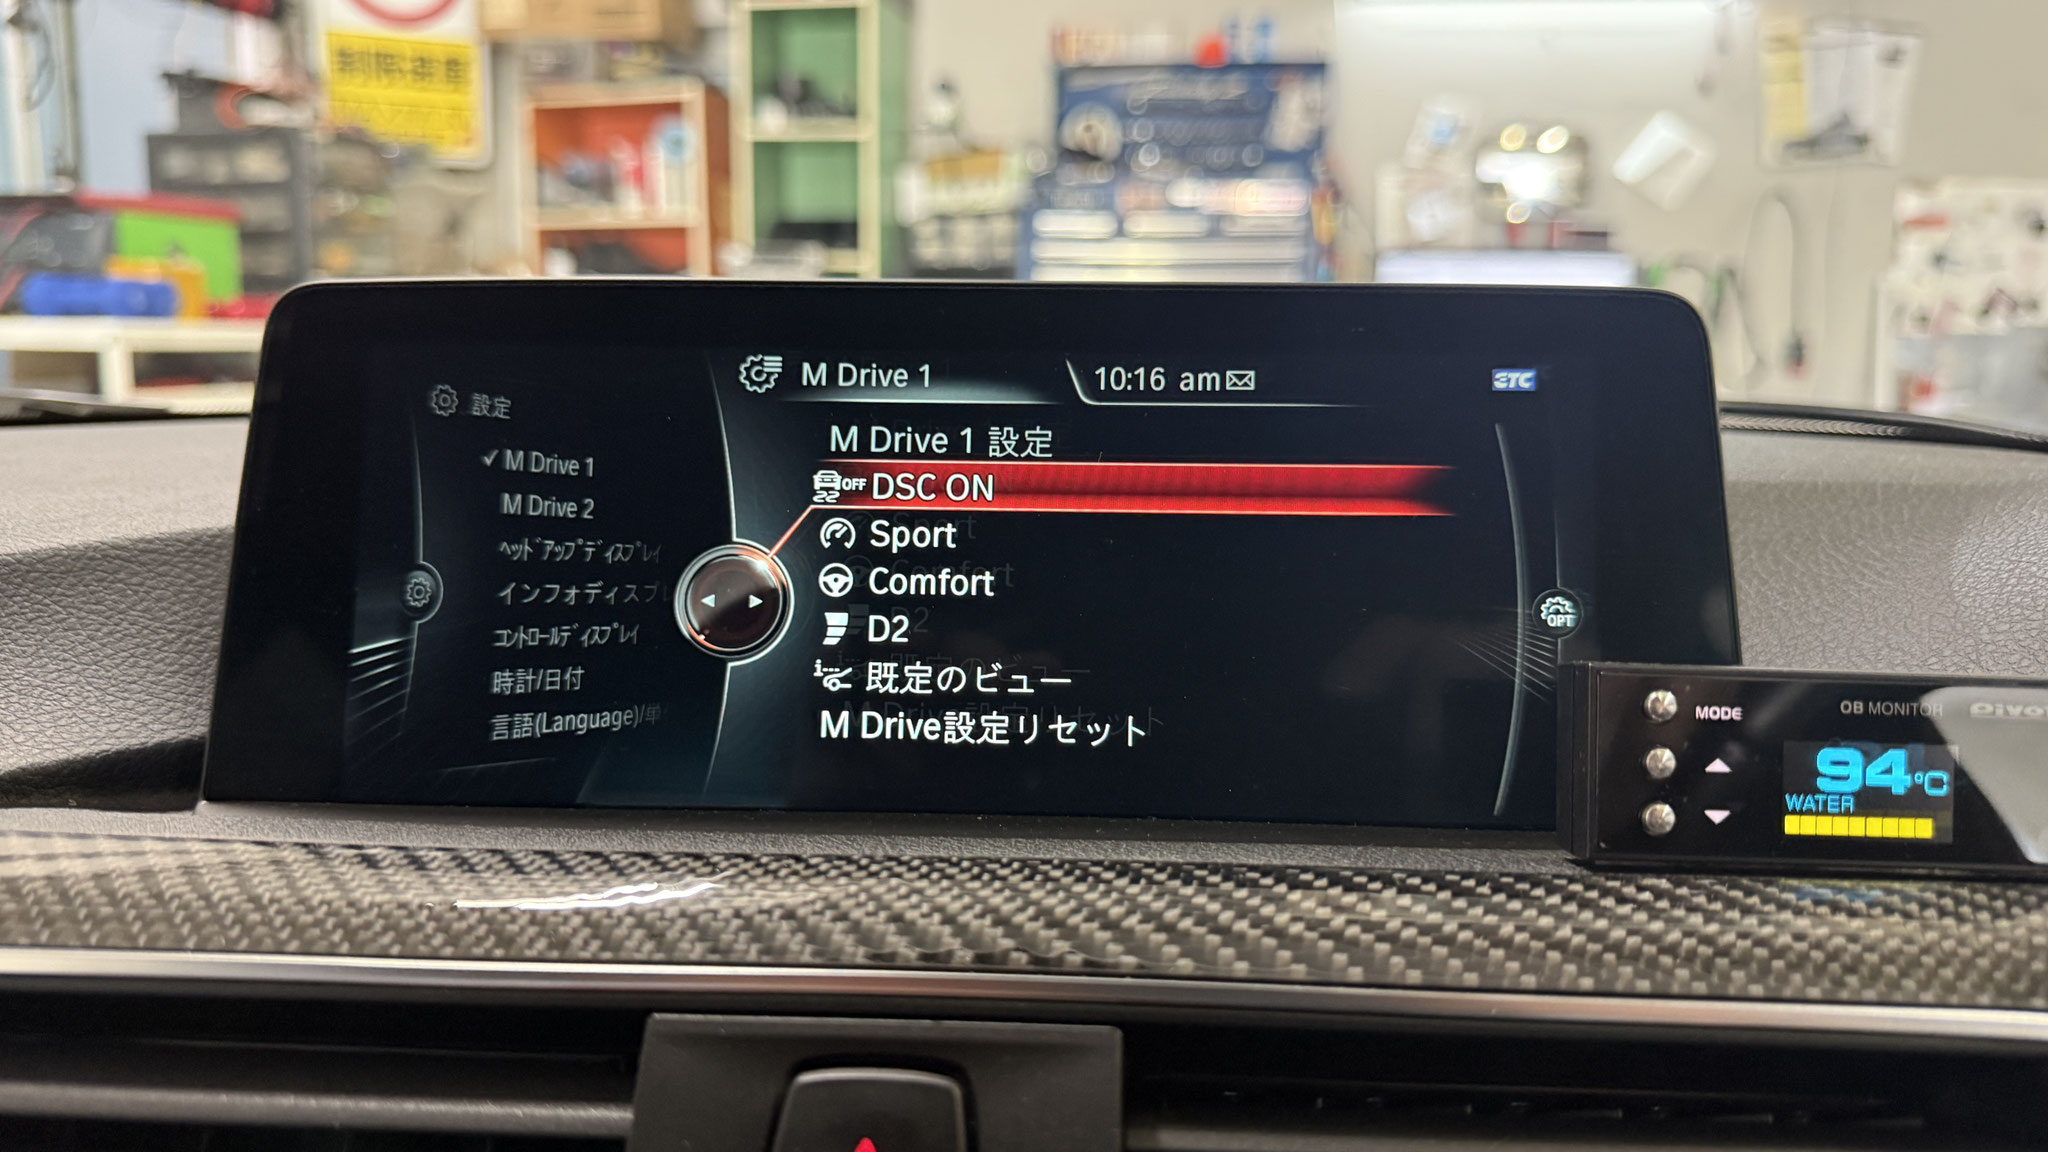 設定
✓ M Drive 1
M Drive 2
ﾍｯﾄﾞｱｯﾌﾟﾃﾞｨｽﾌﾟﾚｲ
インフォディスプレ
ｺﾝﾄﾛｰﾙﾃﾞｨｽﾌﾟﾚｲ
時計/日付
言語(Language)/単
M Drive 1
10:16 am
ETC
M Drive 1 設定
OFF DSC ON
Sport
Comfort
D2
既定のビュー
M Drive設定リセット
OPT
MODE
OB MONITOR
Pivot
94°C
WATER